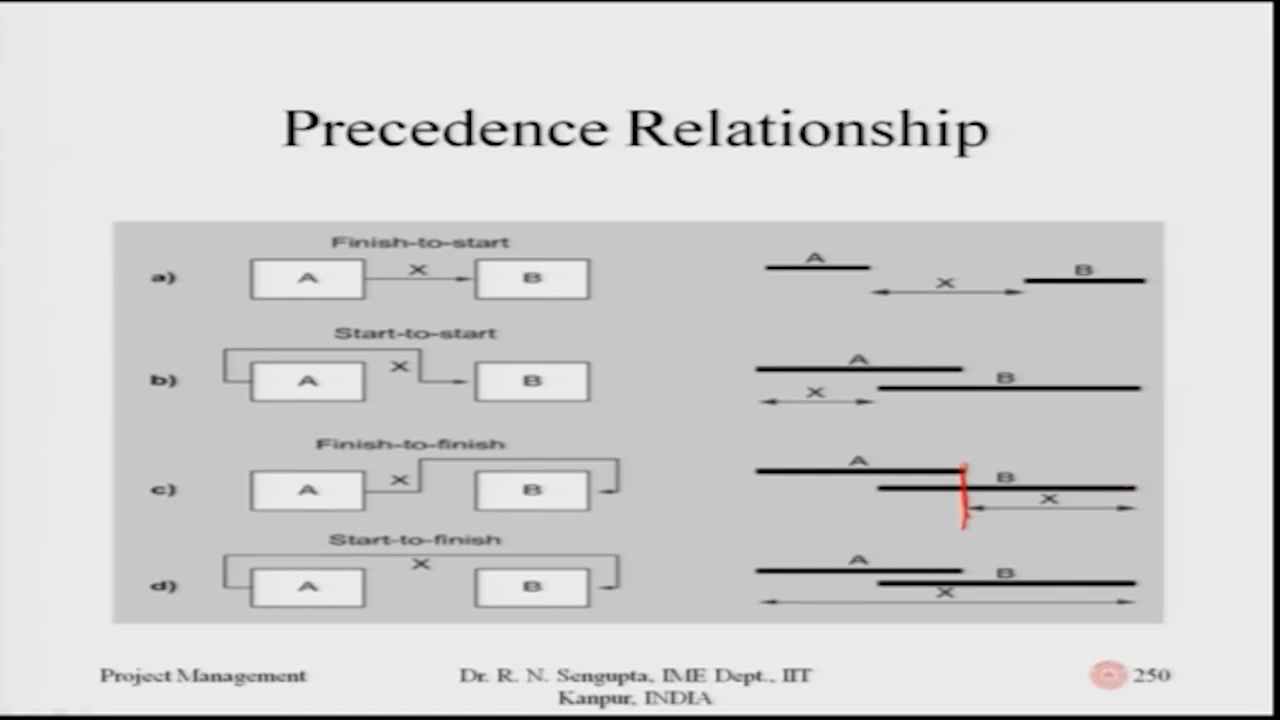 Precedence Relationship
Finish-to-start
a) A X B A X B
Start-to-start
b) A X B A X B
Finish-to-finish
c) A X B A B X
Start-to-finish
d) A X B A B X
Project Management
Dr. R. N. Sengupta, IME Dept., IIT
Kanpur, INDIA
250